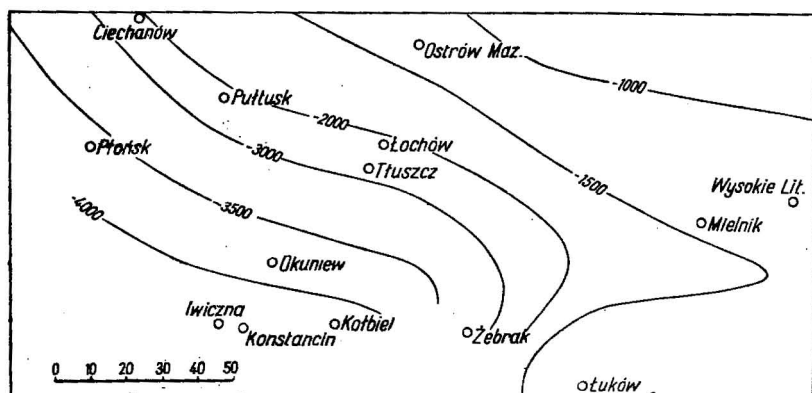 Ciechanów
Ostrów Maz.
-1000
Pułtusk
-2000
Płońsk
-3000
Łochów
Tłuszcz
-1500
Wysokie Lit.
-4000
-3500
Mielnik
Okuniew
Iwiczna
Konstancin
Kołbiel
Żebrak
0 10 20 30 40 50
Łuków